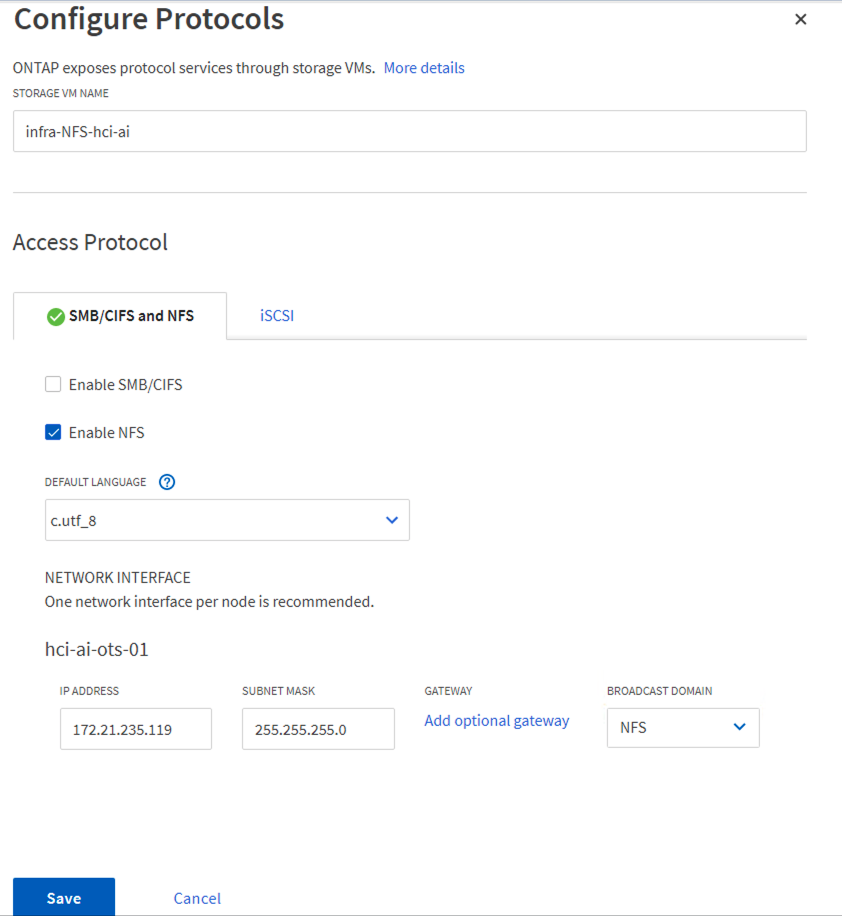 Configure Protocols
ONTAP exposes protocol services through storage VMs. More details
STORAGE VM NAME
infra-NFS-hci-ai
Access Protocol
SMB/CIFS and NFS iSCSI
Enable SMB/CIFS
Enable NFS
DEFAULT LANGUAGE ?
c.utf_8
NETWORK INTERFACE
One network interface per node is recommended.
hci-ai-ots-01
IP ADDRESS SUBNET MASK GATEWAY BROADCAST DOMAIN
172.21.235.119 255.255.255.0 Add optional gateway NFS
Save Cancel